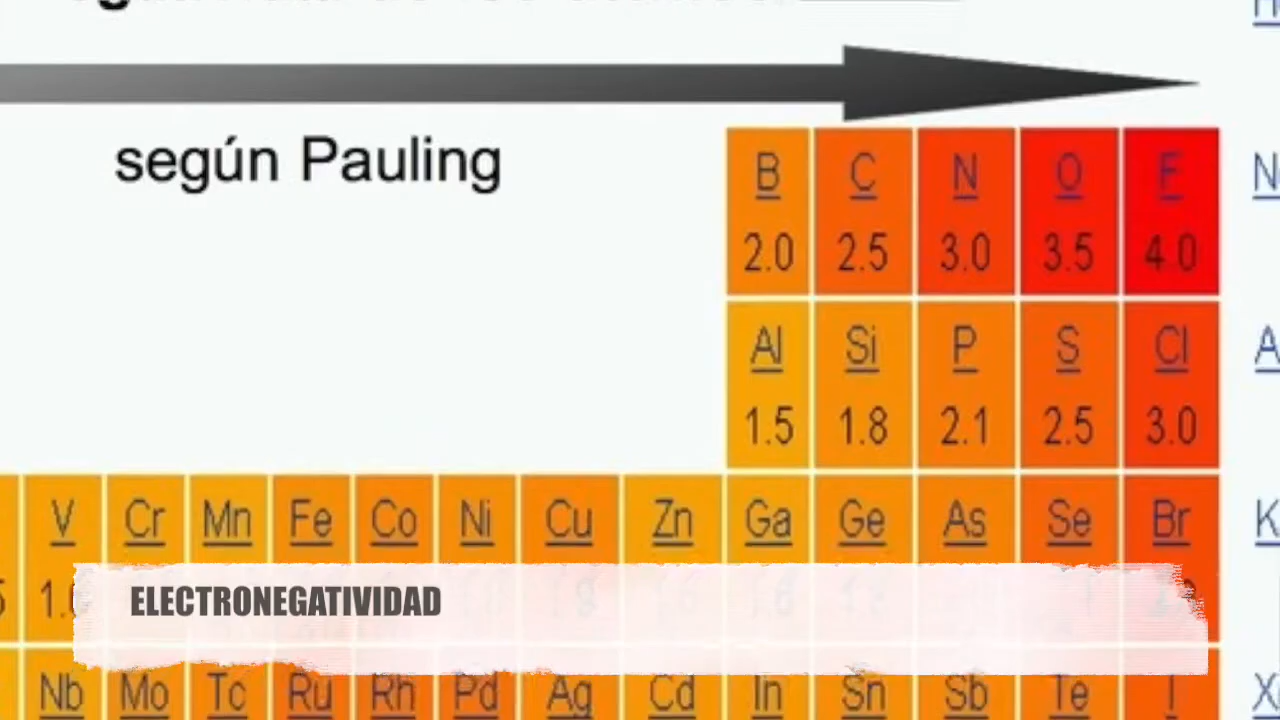 según Pauling
B C N O F
2.0 2.5 3.0 3.5 4.0
Al Si P S Cl
1.5 1.8 2.1 2.5 3.0
V Cr Mn Fe Co Ni Cu Zn Ga Ge As Se Br
ELECTRONEGATIVIDAD
Nb Mo Tc Ru Rh Pd Ag Cd In Sn Sb Te I